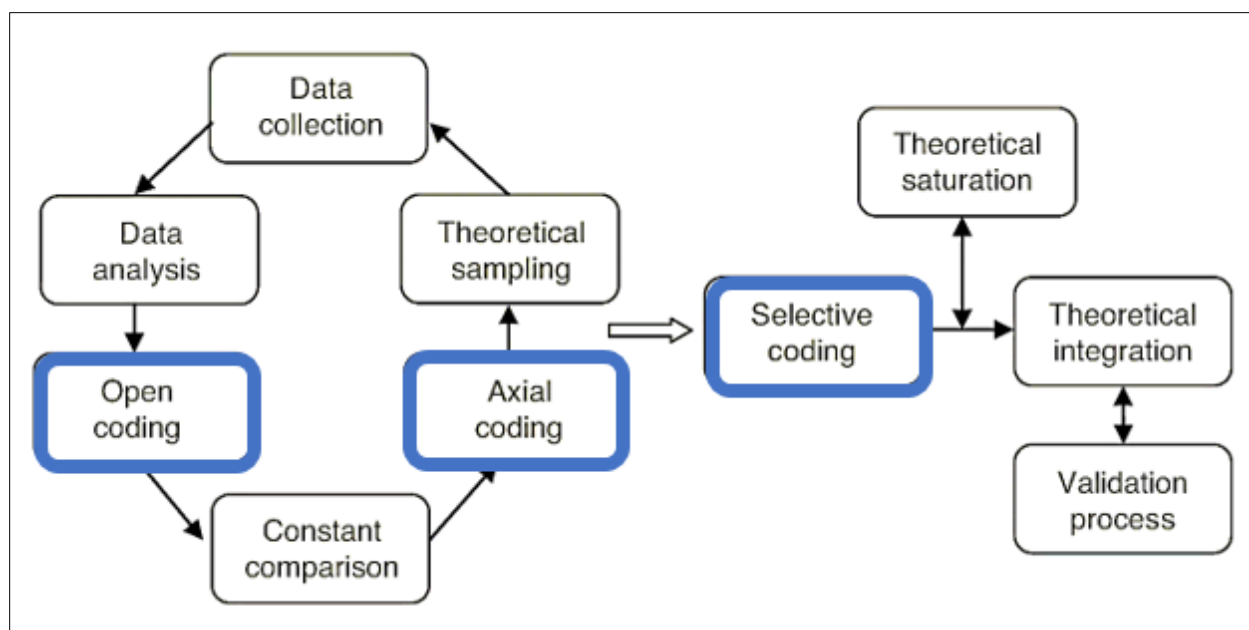 Data
collection
Data
analysis
Open
coding
Constant
comparison
Axial
coding
Theoretical
sampling
Selective
coding
Theoretical
saturation
Theoretical
integration
Validation
process